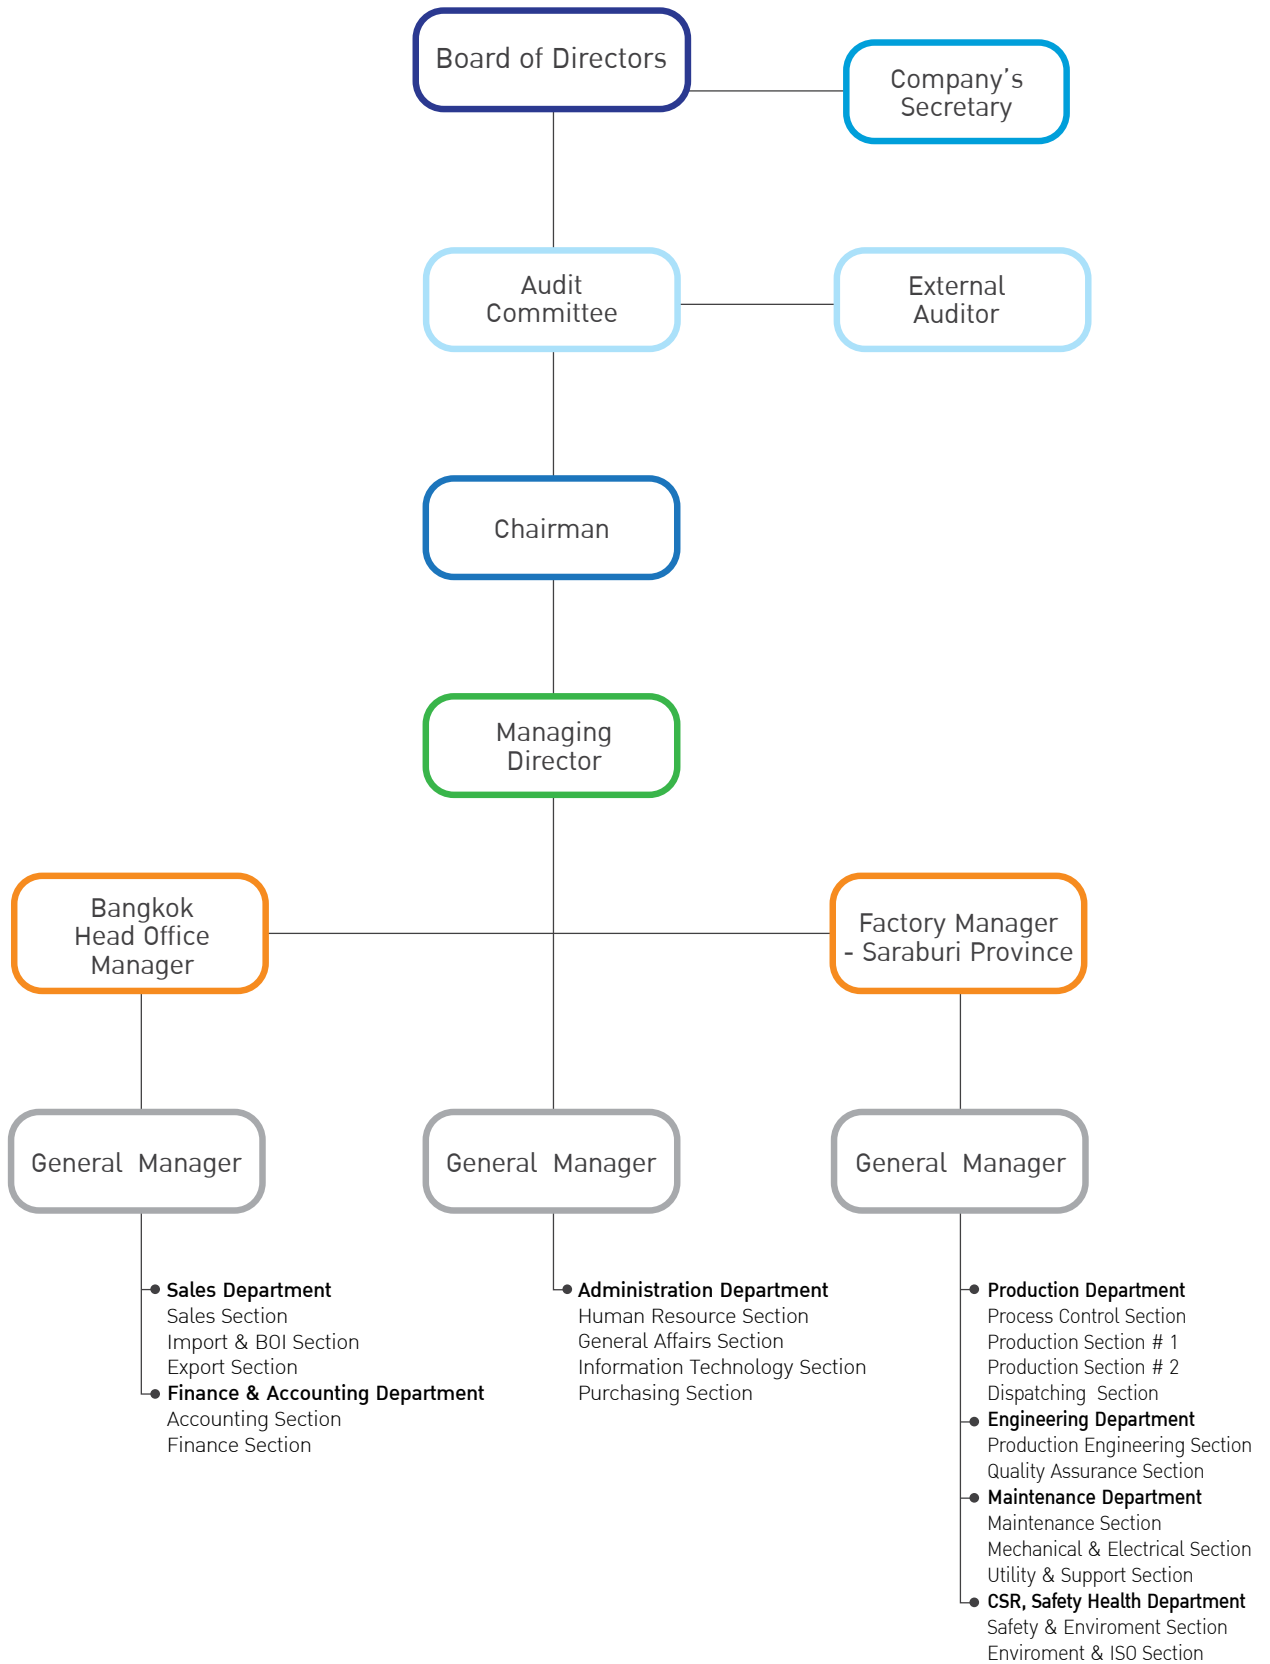 Board of Directors
Company's
Secretary
Audit
Committee
External
Auditor
Chairman
Managing
Director
Bangkok
Head Office
Manager
Factory Manager
- Saraburi Province
General Manager
General Manager
General Manager
Sales Department
Sales Section
Import & BOI Section
Export Section
Finance & Accounting Department
Accounting Section
Finance Section
Administration Department
Human Resource Section
General Affairs Section
Information Technology Section
Purchasing Section
Production Department
Process Control Section
Production Section # 1
Production Section # 2
Dispatching Section
Engineering Department
Production Engineering Section
Quality Assurance Section
Maintenance Department
Maintenance Section
Mechanical & Electrical Section
Utility & Support Section
CSR, Safety Health Department
Safety & Enviroment Section
Enviroment & ISO Section